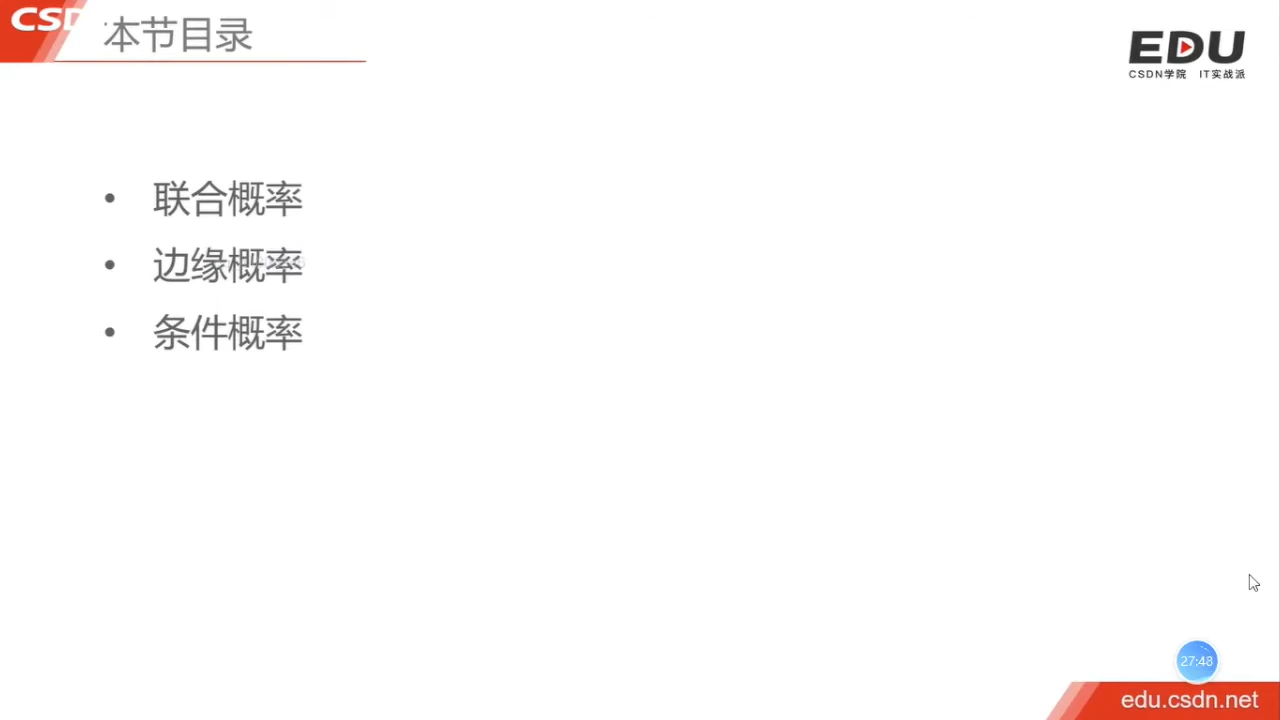 CSD
本节目录
EDU
CSDN学院 IT实战派
• 联合概率
• 边缘概率
• 条件概率
27:48
edu.csdn.net